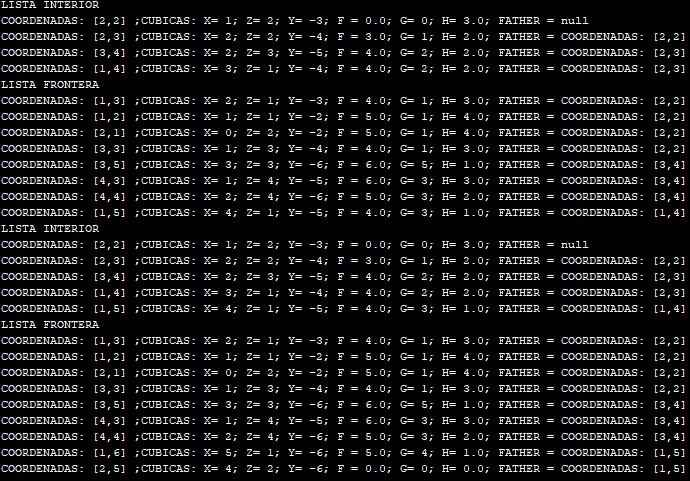 LISTA INTERIOR
COORDENADAS: [2,2] ;CUBICAS: X= 1; Z= 2; Y= -3; F = 0.0; G= 0; H= 3.0; FATHER = null
COORDENADAS: [2,3] ;CUBICAS: X= 2; Z= 2; Y= -4; F = 3.0; G= 1; H= 2.0; FATHER = COORDENADAS: [2,2]
COORDENADAS: [3,4] ;CUBICAS: X= 2; Z= 3; Y= -5; F = 4.0; G= 2; H= 2.0; FATHER = COORDENADAS: [2,3]
COORDENADAS: [1,4] ;CUBICAS: X= 3; Z= 1; Y= -4; F = 4.0; G= 2; H= 2.0; FATHER = COORDENADAS: [2,3]
LISTA FRONTERA
COORDENADAS: [1,3] ;CUBICAS: X= 2; Z= 1; Y= -3; F = 4.0; G= 1; H= 3.0; FATHER = COORDENADAS: [2,2]
COORDENADAS: [1,2] ;CUBICAS: X= 1; Z= 1; Y= -2; F = 5.0; G= 1; H= 4.0; FATHER = COORDENADAS: [2,2]
COORDENADAS: [2,1] ;CUBICAS: X= 0; Z= 2; Y= -2; F = 5.0; G= 1; H= 4.0; FATHER = COORDENADAS: [2,2]
COORDENADAS: [3,3] ;CUBICAS: X= 1; Z= 3; Y= -4; F = 4.0; G= 1; H= 3.0; FATHER = COORDENADAS: [2,2]
COORDENADAS: [3,5] ;CUBICAS: X= 3; Z= 3; Y= -6; F = 6.0; G= 5; H= 1.0; FATHER = COORDENADAS: [3,4]
COORDENADAS: [4,3] ;CUBICAS: X= 1; Z= 4; Y= -5; F = 6.0; G= 3; H= 3.0; FATHER = COORDENADAS: [3,4]
COORDENADAS: [4,4] ;CUBICAS: X= 2; Z= 4; Y= -6; F = 5.0; G= 3; H= 2.0; FATHER = COORDENADAS: [3,4]
COORDENADAS: [1,5] ;CUBICAS: X= 4; Z= 1; Y= -5; F = 4.0; G= 3; H= 1.0; FATHER = COORDENADAS: [1,4]
LISTA INTERIOR
COORDENADAS: [2,2] ;CUBICAS: X= 1; Z= 2; Y= -3; F = 0.0; G= 0; H= 3.0; FATHER = null
COORDENADAS: [2,3] ;CUBICAS: X= 2; Z= 2; Y= -4; F = 3.0; G= 1; H= 2.0; FATHER = COORDENADAS: [2,2]
COORDENADAS: [3,4] ;CUBICAS: X= 2; Z= 3; Y= -5; F = 4.0; G= 2; H= 2.0; FATHER = COORDENADAS: [2,3]
COORDENADAS: [1,4] ;CUBICAS: X= 3; Z= 1; Y= -4; F = 4.0; G= 2; H= 2.0; FATHER = COORDENADAS: [2,3]
COORDENADAS: [1,5] ;CUBICAS: X= 4; Z= 1; Y= -5; F = 4.0; G= 3; H= 1.0; FATHER = COORDENADAS: [1,4]
LISTA FRONTERA
COORDENADAS: [1,3] ;CUBICAS: X= 2; Z= 1; Y= -3; F = 4.0; G= 1; H= 3.0; FATHER = COORDENADAS: [2,2]
COORDENADAS: [1,2] ;CUBICAS: X= 1; Z= 1; Y= -2; F = 5.0; G= 1; H= 4.0; FATHER = COORDENADAS: [2,2]
COORDENADAS: [2,1] ;CUBICAS: X= 0; Z= 2; Y= -2; F = 5.0; G= 1; H= 4.0; FATHER = COORDENADAS: [2,2]
COORDENADAS: [3,3] ;CUBICAS: X= 1; Z= 3; Y= -4; F = 4.0; G= 1; H= 3.0; FATHER = COORDENADAS: [2,2]
COORDENADAS: [3,5] ;CUBICAS: X= 3; Z= 3; Y= -6; F = 6.0; G= 5; H= 1.0; FATHER = COORDENADAS: [3,4]
COORDENADAS: [4,3] ;CUBICAS: X= 1; Z= 4; Y= -5; F = 6.0; G= 3; H= 3.0; FATHER = COORDENADAS: [3,4]
COORDENADAS: [4,4] ;CUBICAS: X= 2; Z= 4; Y= -6; F = 5.0; G= 3; H= 2.0; FATHER = COORDENADAS: [3,4]
COORDENADAS: [1,6] ;CUBICAS: X= 5; Z= 1; Y= -6; F = 5.0; G= 4; H= 1.0; FATHER = COORDENADAS: [1,5]
COORDENADAS: [2,5] ;CUBICAS: X= 4; Z= 2; Y= -6; F = 0.0; G= 0; H= 0.0; FATHER = COORDENADAS: [1,5]